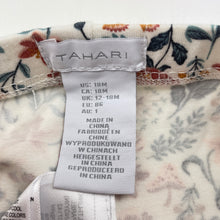 TAHARI
US: 18M
CA: 18M
UK: 12-18M
EU: 86
AU: 1
MADE IN
CHINA
FABRIQUÉ EN
CHINE
WYPRODUKOWANO
W CHINACH
HERGESTELLT
IN CHINA
GEPRODUCEERD
IN CHINA